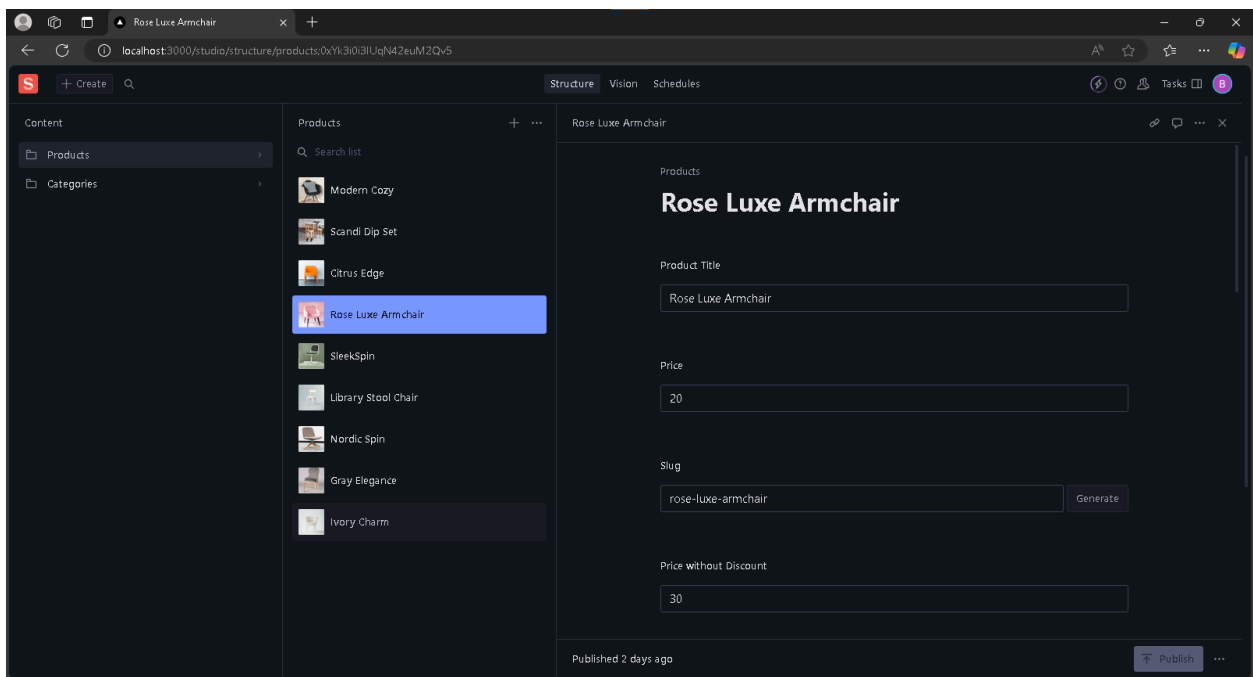 Rose Luxe Armchair
localhost:3000/studio/structure/products;0xYk3i0i3IUqN42euM2Qv5
S
Create
Structure Vision Schedules
Tasks
B
Content
Products
Categories
Products
Search list
Modern Cozy
Scandi Dip Set
Citrus Edge
Rose Luxe Armchair
SleekSpin
Library Stool Chair
Nordic Spin
Gray Elegance
Ivory Charm
Rose Luxe Armchair
Products
Rose Luxe Armchair
Product Title
Rose Luxe Armchair
Price
20
Slug
rose-luxe-armchair
Generate
Price without Discount
30
Published 2 days ago
Publish